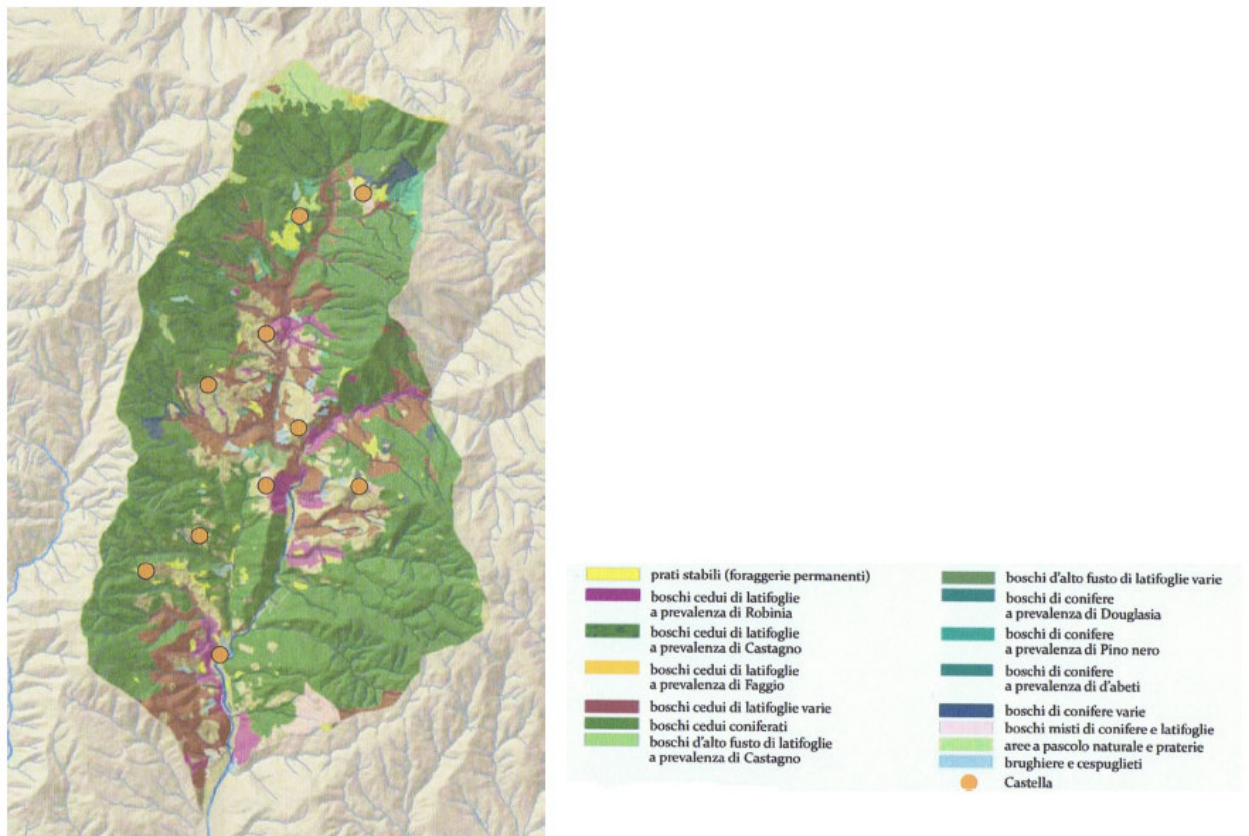 prati stabili (foraggerie permanenti)
boschi cedui di latifoglie
a prevalenza di Robinia
boschi cedui di latifoglie
a prevalenza di Castagno
boschi cedui di latifoglie
a prevalenza di Faggio
boschi cedui di latifoglie varie
boschi cedui coniferati
boschi d'alto fusto di latifoglie
a prevalenza di Castagno
boschi d'alto fusto di latifoglie varie
boschi di conifere
a prevalenza di Douglasia
boschi di conifere
a prevalenza di Pino nero
boschi di conifere
a prevalenza di d'abeti
boschi di conifere varie
boschi misti di conifere e latifoglie
aree a pascolo naturale e praterie
brughiere e cespuglieti
Castella